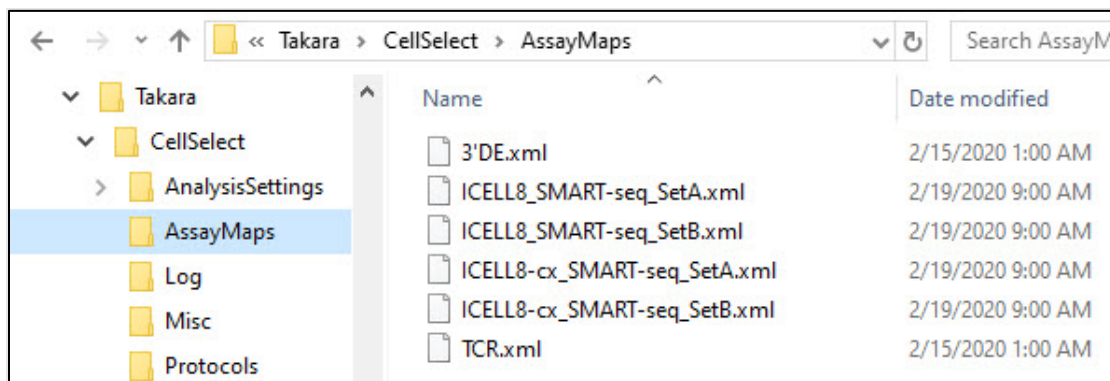 « Takara > CellSelect > AssayMaps
Search AssayM
Takara
CellSelect
AnalysisSettings
AssayMaps
Log
Misc
Protocols
Name Date modified
3'DE.xml 2/15/2020 1:00 AM
ICELL8_SMART-seq_SetA.xml 2/19/2020 9:00 AM
ICELL8_SMART-seq_SetB.xml 2/19/2020 9:00 AM
ICELL8-cx_SMART-seq_SetA.xml 2/19/2020 9:00 AM
ICELL8-cx_SMART-seq_SetB.xml 2/19/2020 9:00 AM
TCR.xml 2/15/2020 1:00 AM